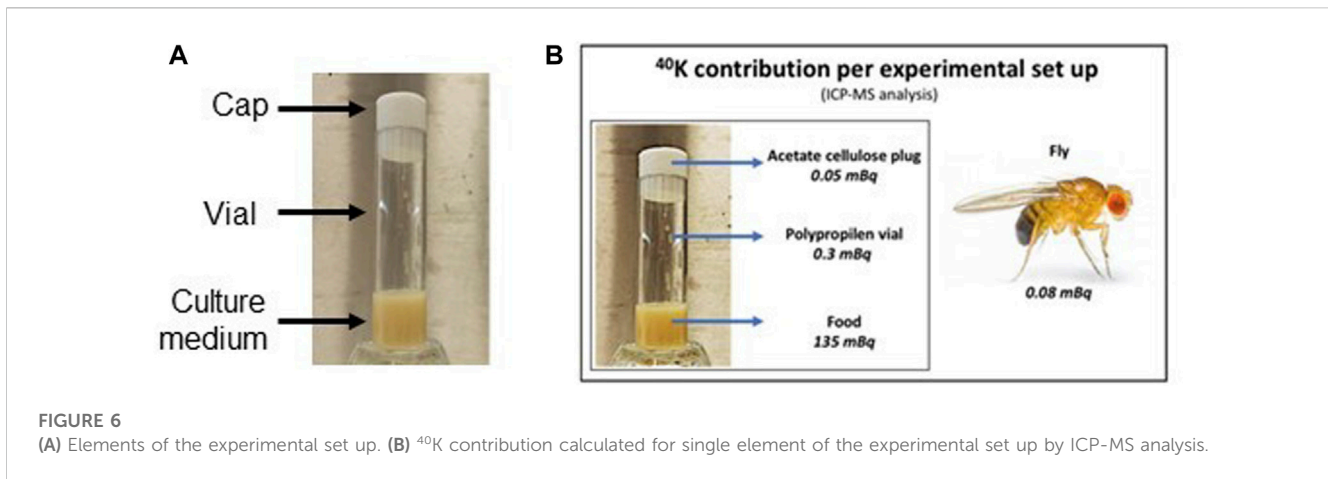 A
Cap
Vial
Culture
medium
B
⁴⁰K contribution per experimental set up
(ICP-MS analysis)
Acetate cellulose plug
0.05 mBq
Polypropilen vial
0.3 mBq
Food
135 mBq
Fly
0.08 mBq
FIGURE 6
(A) Elements of the experimental set up. (B) ⁴⁰K contribution calculated for single element of the experimental set up by ICP-MS analysis.